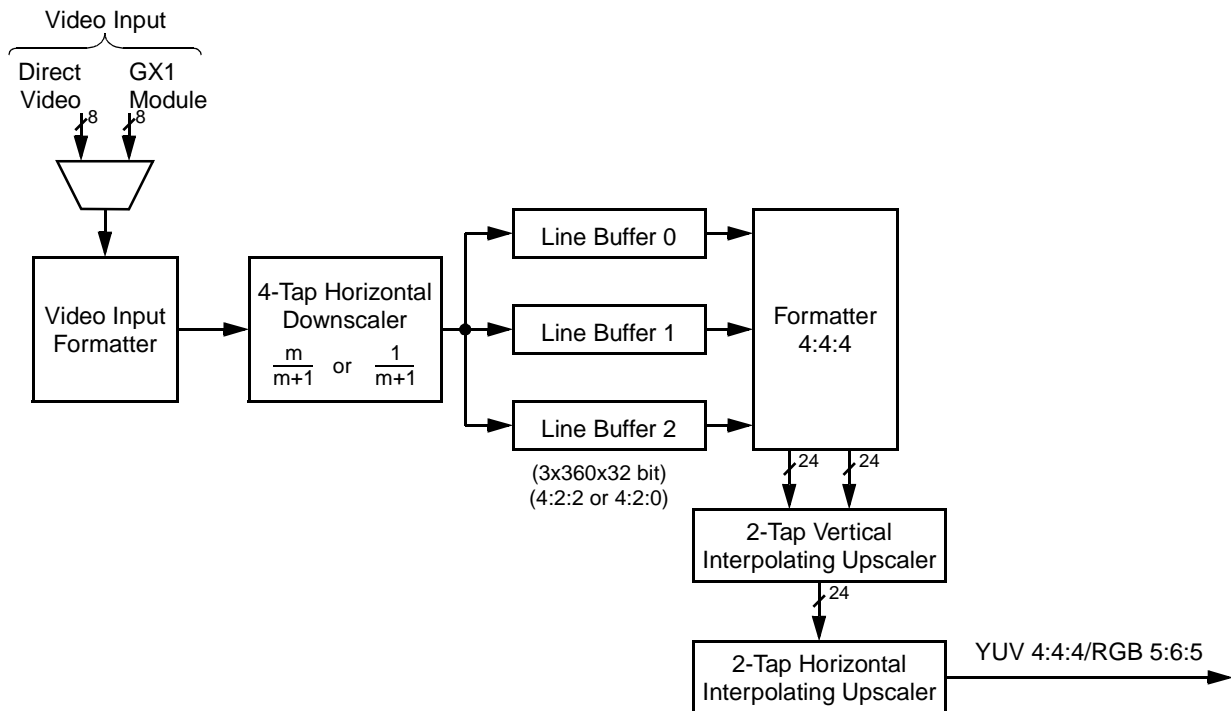 Video Input
Direct
Video
GX1
Module
8
8
Video Input
Formatter
4-Tap Horizontal
Downscaler
m
m+1
or
1
m+1
Line Buffer 0
Line Buffer 1
Line Buffer 2
(3x360x32 bit)
(4:2:2 or 4:2:0)
Formatter
4:4:4
24
24
2-Tap Vertical
Interpolating Upscaler
24
2-Tap Horizontal
Interpolating Upscaler
YUV 4:4:4/RGB 5:6:5